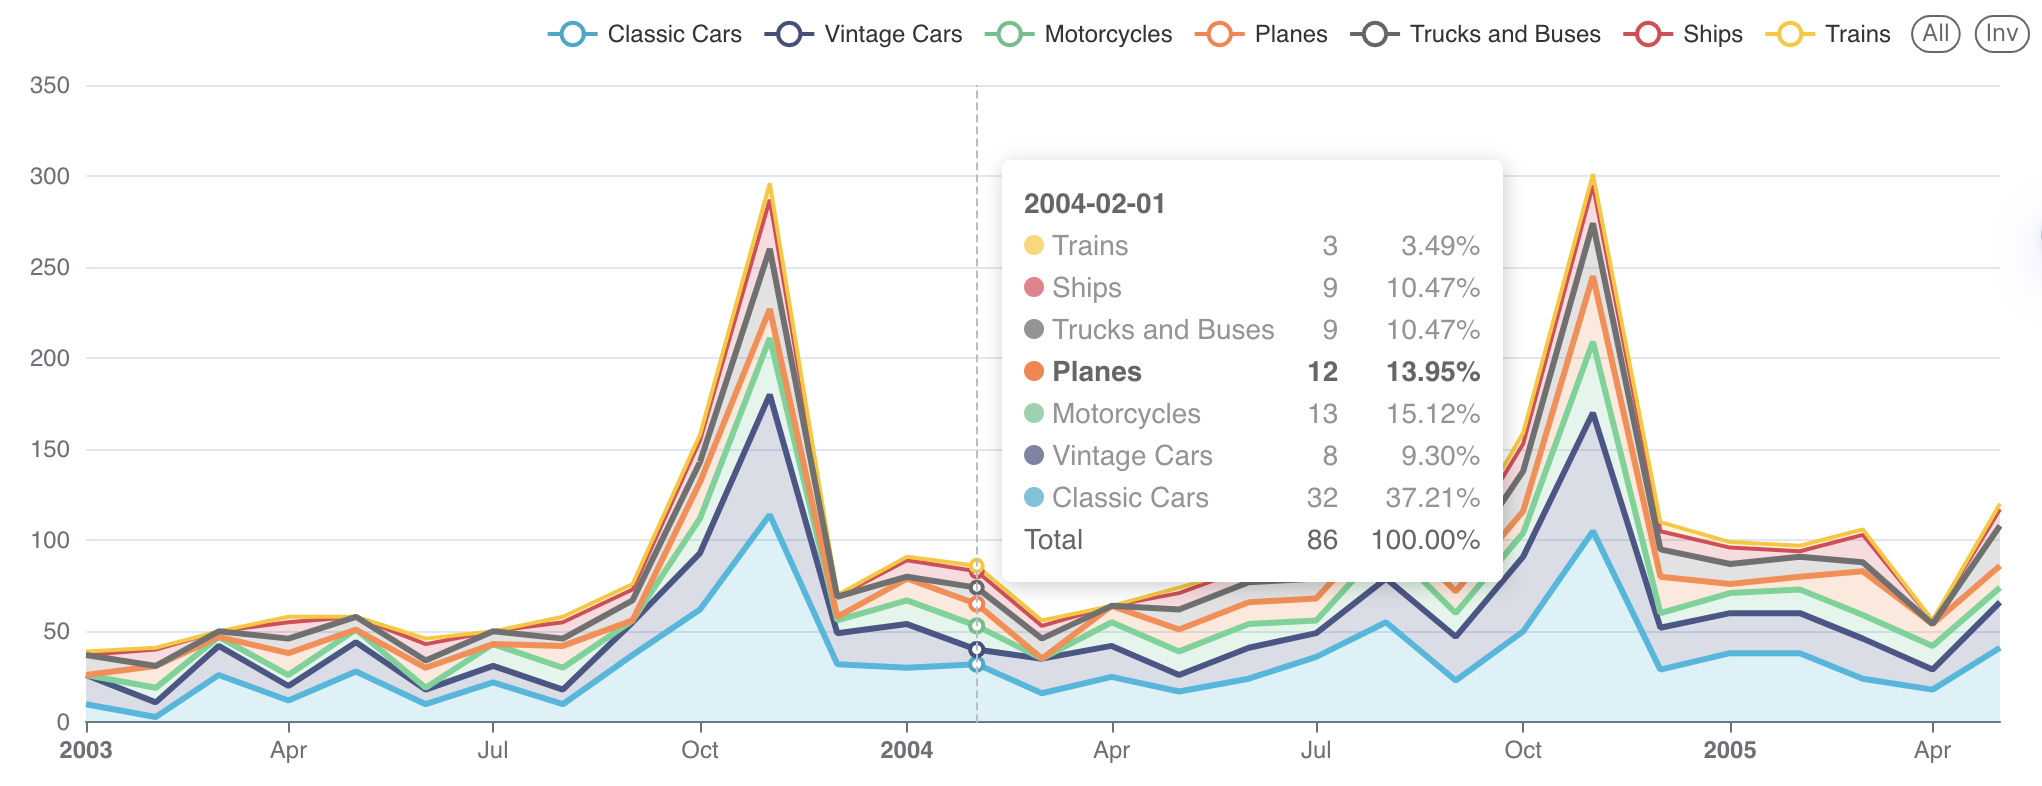 Classic Cars Vintage Cars Motorcycles Planes Trucks and Buses Ships Trains All Inv
350
300
250
200
150
100
50
0
2004-02-01
Trains 3 3.49%
Ships 9 10.47%
Trucks and Buses 9 10.47%
Planes 12 13.95%
Motorcycles 13 15.12%
Vintage Cars 8 9.30%
Classic Cars 32 37.21%
Total 86 100.00%
2003 Apr Jul Oct 2004 Apr Jul Oct 2005 Apr